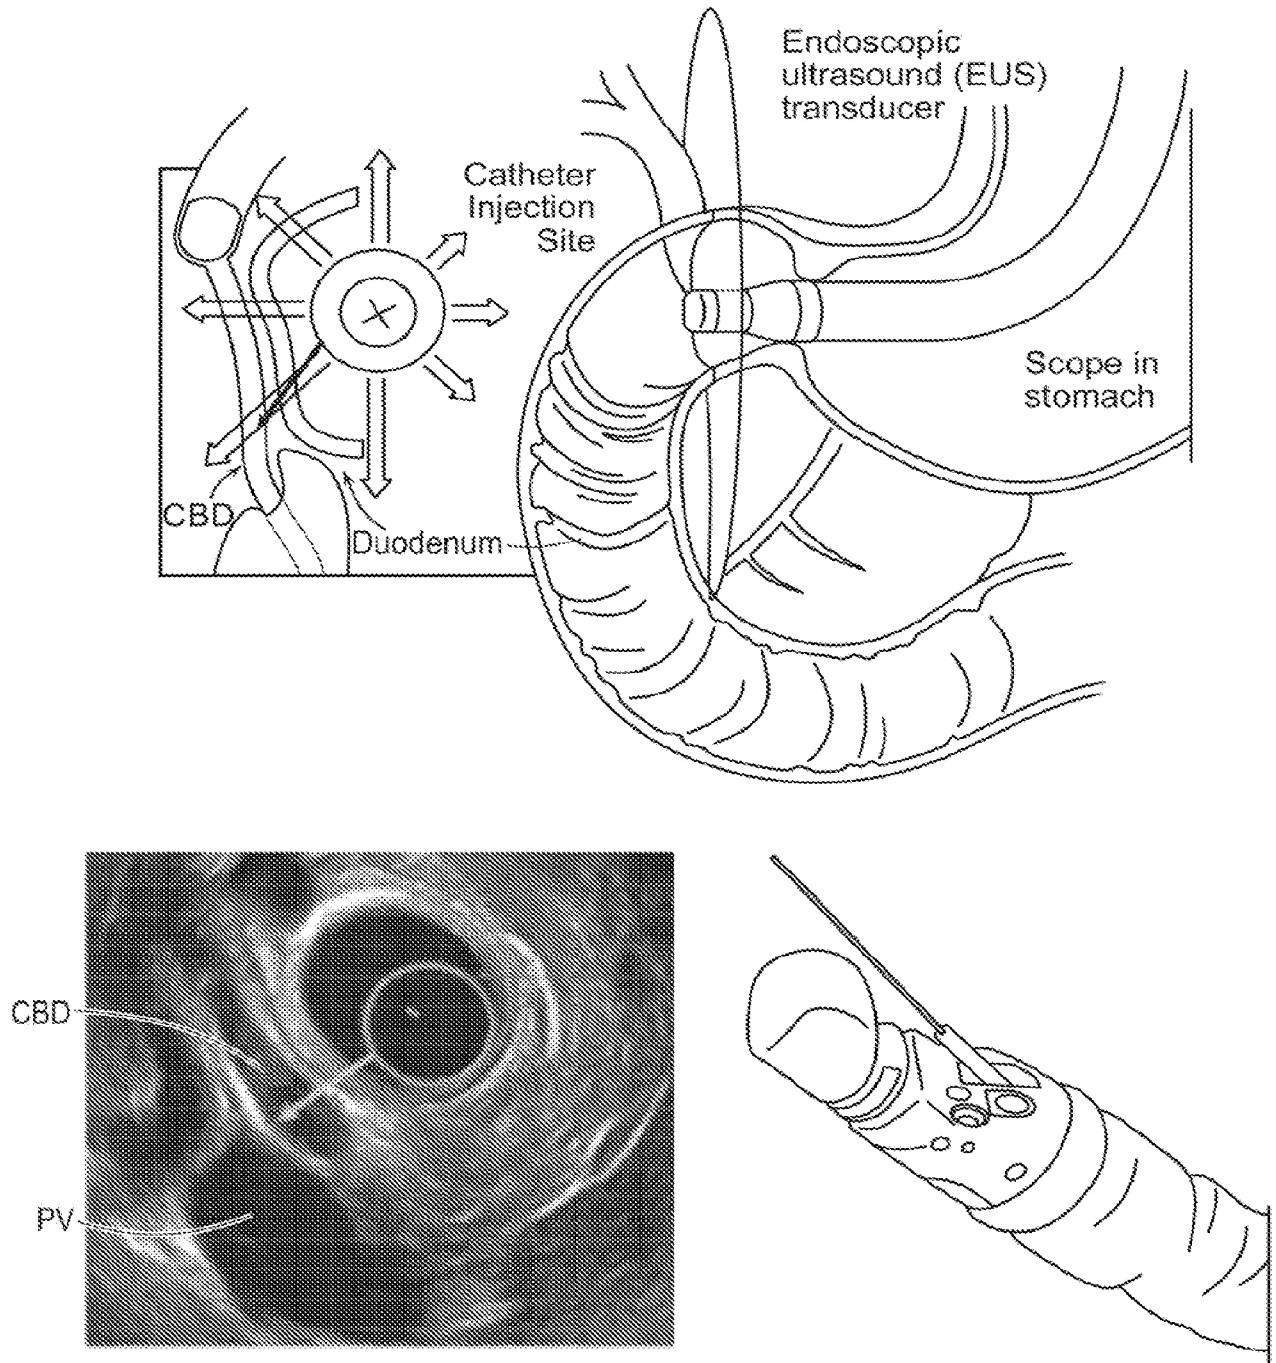 Endoscopic
ultrasound (EUS)
transducer
Catheter
Injection
Site
Scope in
stomach
CBD
Duodenum
CBD
PV